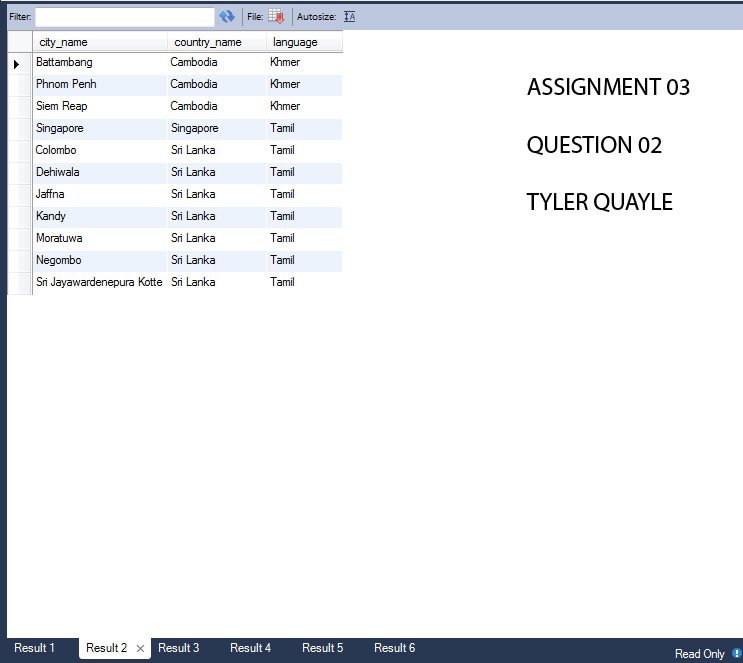 Filter: File: Autosize: A
city_name country_name language
Battambang Cambodia Khmer
Phnom Penh Cambodia Khmer
Siem Reap Cambodia Khmer
Singapore Singapore Tamil
Colombo Sri Lanka Tamil
Dehiwala Sri Lanka Tamil
Jaffna Sri Lanka Tamil
Kandy Sri Lanka Tamil
Moratuwa Sri Lanka Tamil
Negombo Sri Lanka Tamil
Sri Jayawardenepura Kotte Sri Lanka Tamil
ASSIGNMENT 03
QUESTION 02
TYLER QUAYLE
Result 1 Result 2 Result 3 Result 4 Result 5 Result 6
Read Only